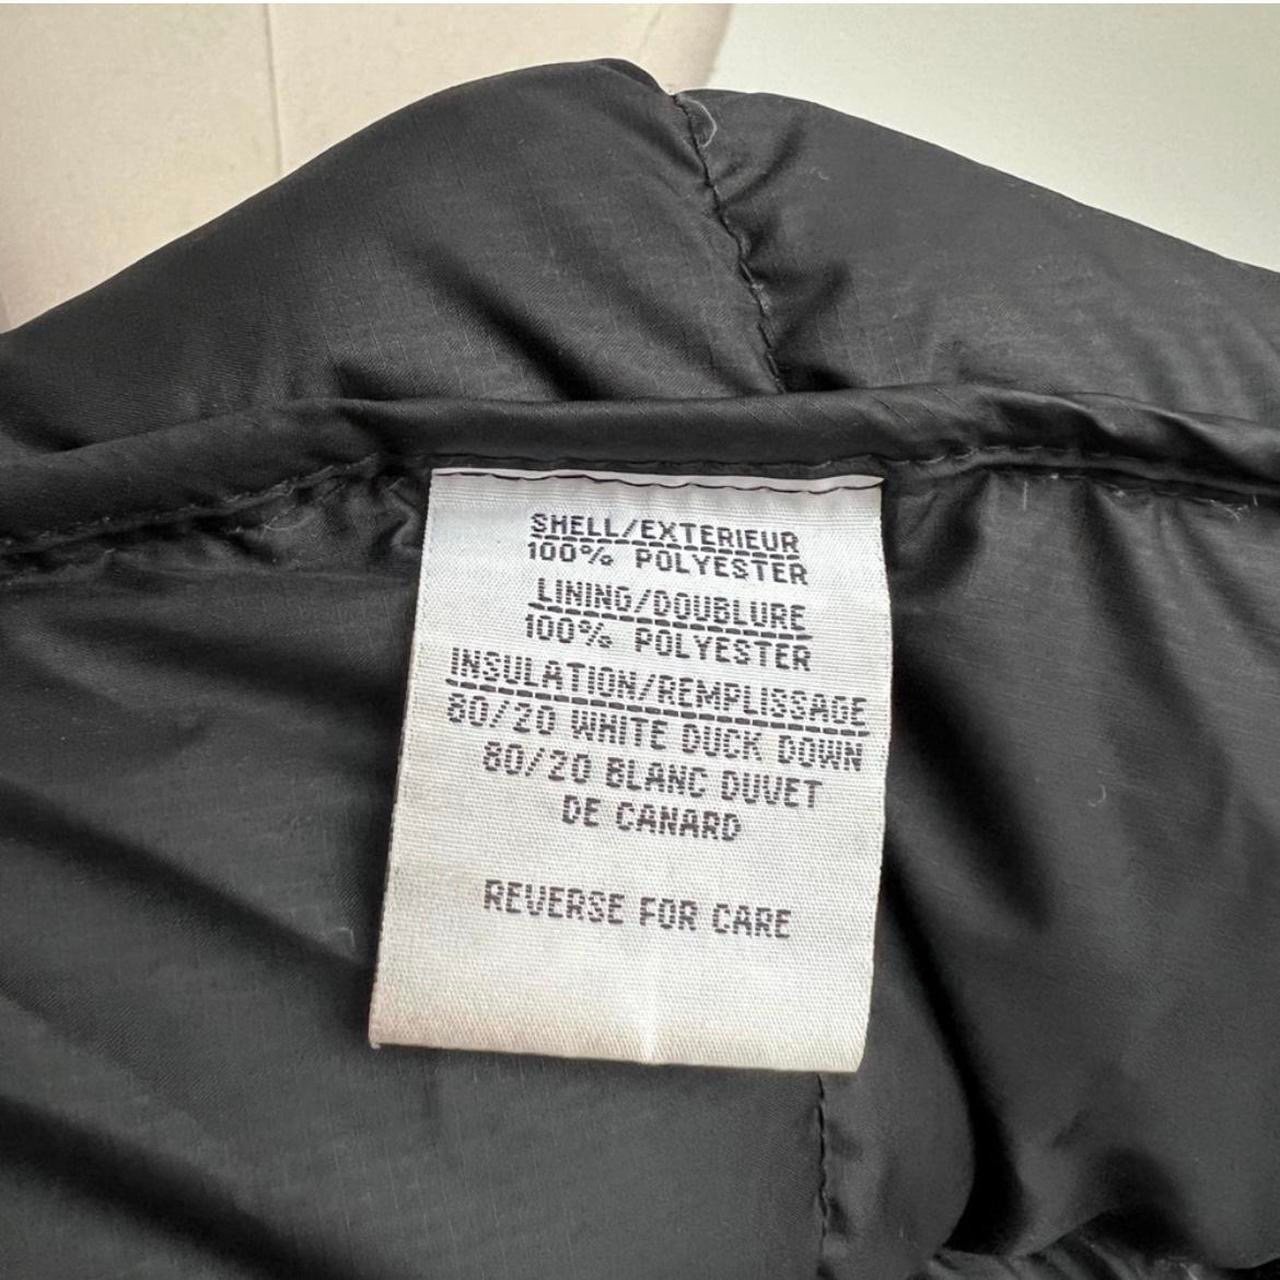 SHELL/EXTERIEUR
100% POLYESTER
LINING/DOUBLURE
100% POLYESTER
INSULATION/REMPLISSAGE
80/20 WHITE DUCK DOWN
80/20 BLANC DUVET
DE CANARD
REVERSE FOR CARE